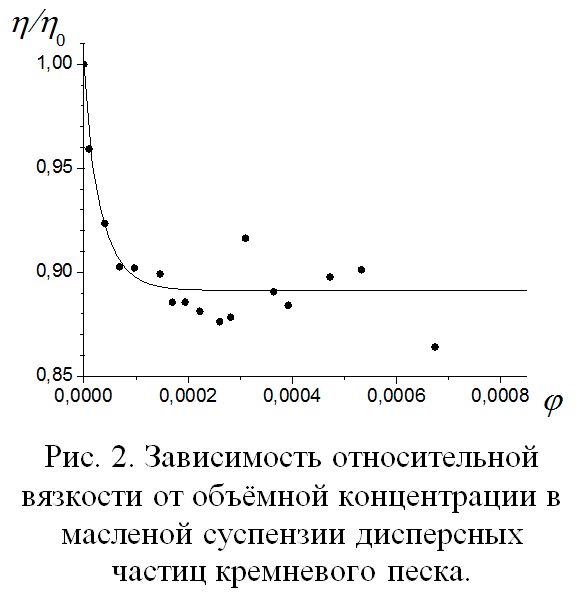 η/η0
1,00
0,95
0,90
0,85
0,0000 0,0002 0,0004 0,0006 0,0008
φ
Рис. 2. Зависимость относительной
вязкости от объёмной концентрации в
масленой суспензии дисперсных
частиц кремневого песка.